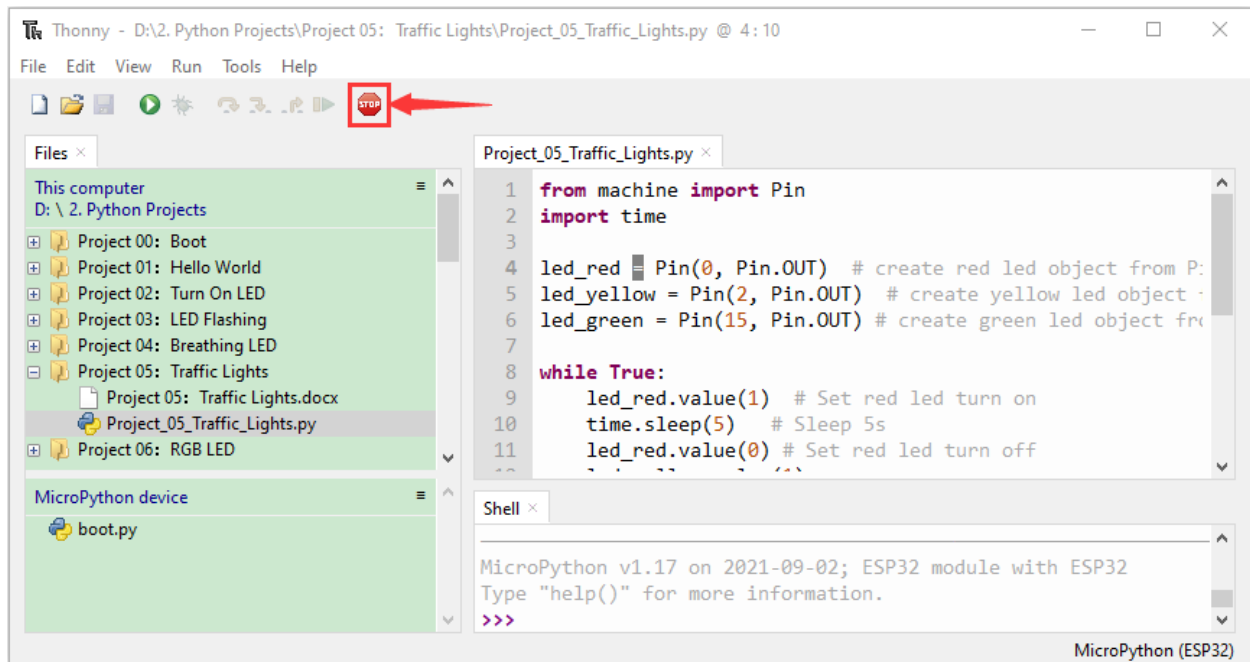 Thonny - D:\2. Python Projects\Project 05：Traffic Lights\Project_05_Traffic_Lights.py @ 4 : 10
File Edit View Run Tools Help
STOP
Files ×
This computer
D: \ 2. Python Projects
Project 00：Boot
Project 01：Hello World
Project 02：Turn On LED
Project 03：LED Flashing
Project 04：Breathing LED
Project 05：Traffic Lights
Project 05：Traffic Lights.docx
Project_05_Traffic_Lights.py
Project 06：RGB LED
MicroPython device
boot.py
Project_05_Traffic_Lights.py ×
1 from machine import Pin
2 import time
3
4 led_red = Pin(0, Pin.OUT)  # create red led object from
5 led_yellow = Pin(2, Pin.OUT)  # create yellow led object
6 led_green = Pin(15, Pin.OUT) # create green led object
7
8 while True:
9     led_red.value(1)  # Set red led turn on
10     time.sleep(5)   # Sleep 5s
11     led_red.value(0) # Set red led turn off
Shell ×
MicroPython v1.17 on 2021-09-02; ESP32 module with ESP32
Type "help()" for more information.
>>>
MicroPython (ESP32)